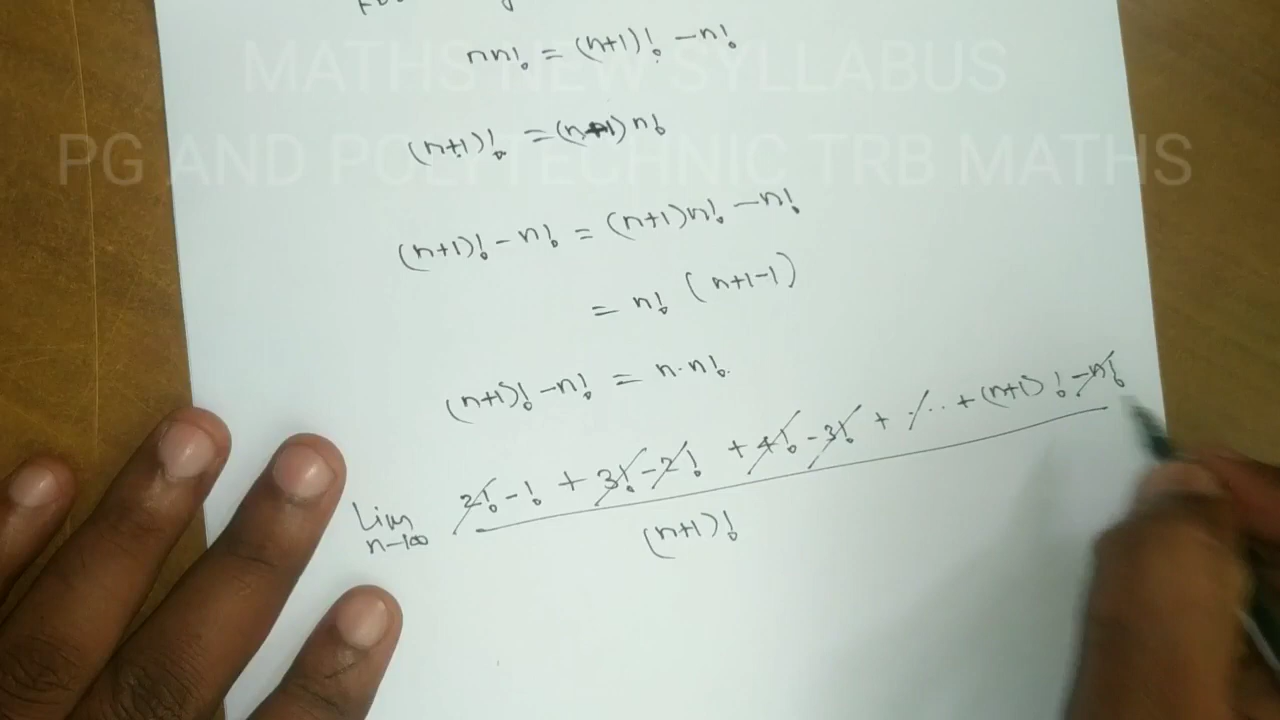 nn! = (n+1)! - n!
MATHS NEW SYLLABUS
(n+1)! = (n+1) n!
PG AND POLYTECHNIC TRB MATHS
(n+1)! - n! = (n+1)n! - n!
= n! (n+1-1)
(n+1)! - n! = n.n!
2! - 1! + 3! - 2! + 4! - 3! + ... + (n+1)! - n!
Lim
n→∞
(n+1)!